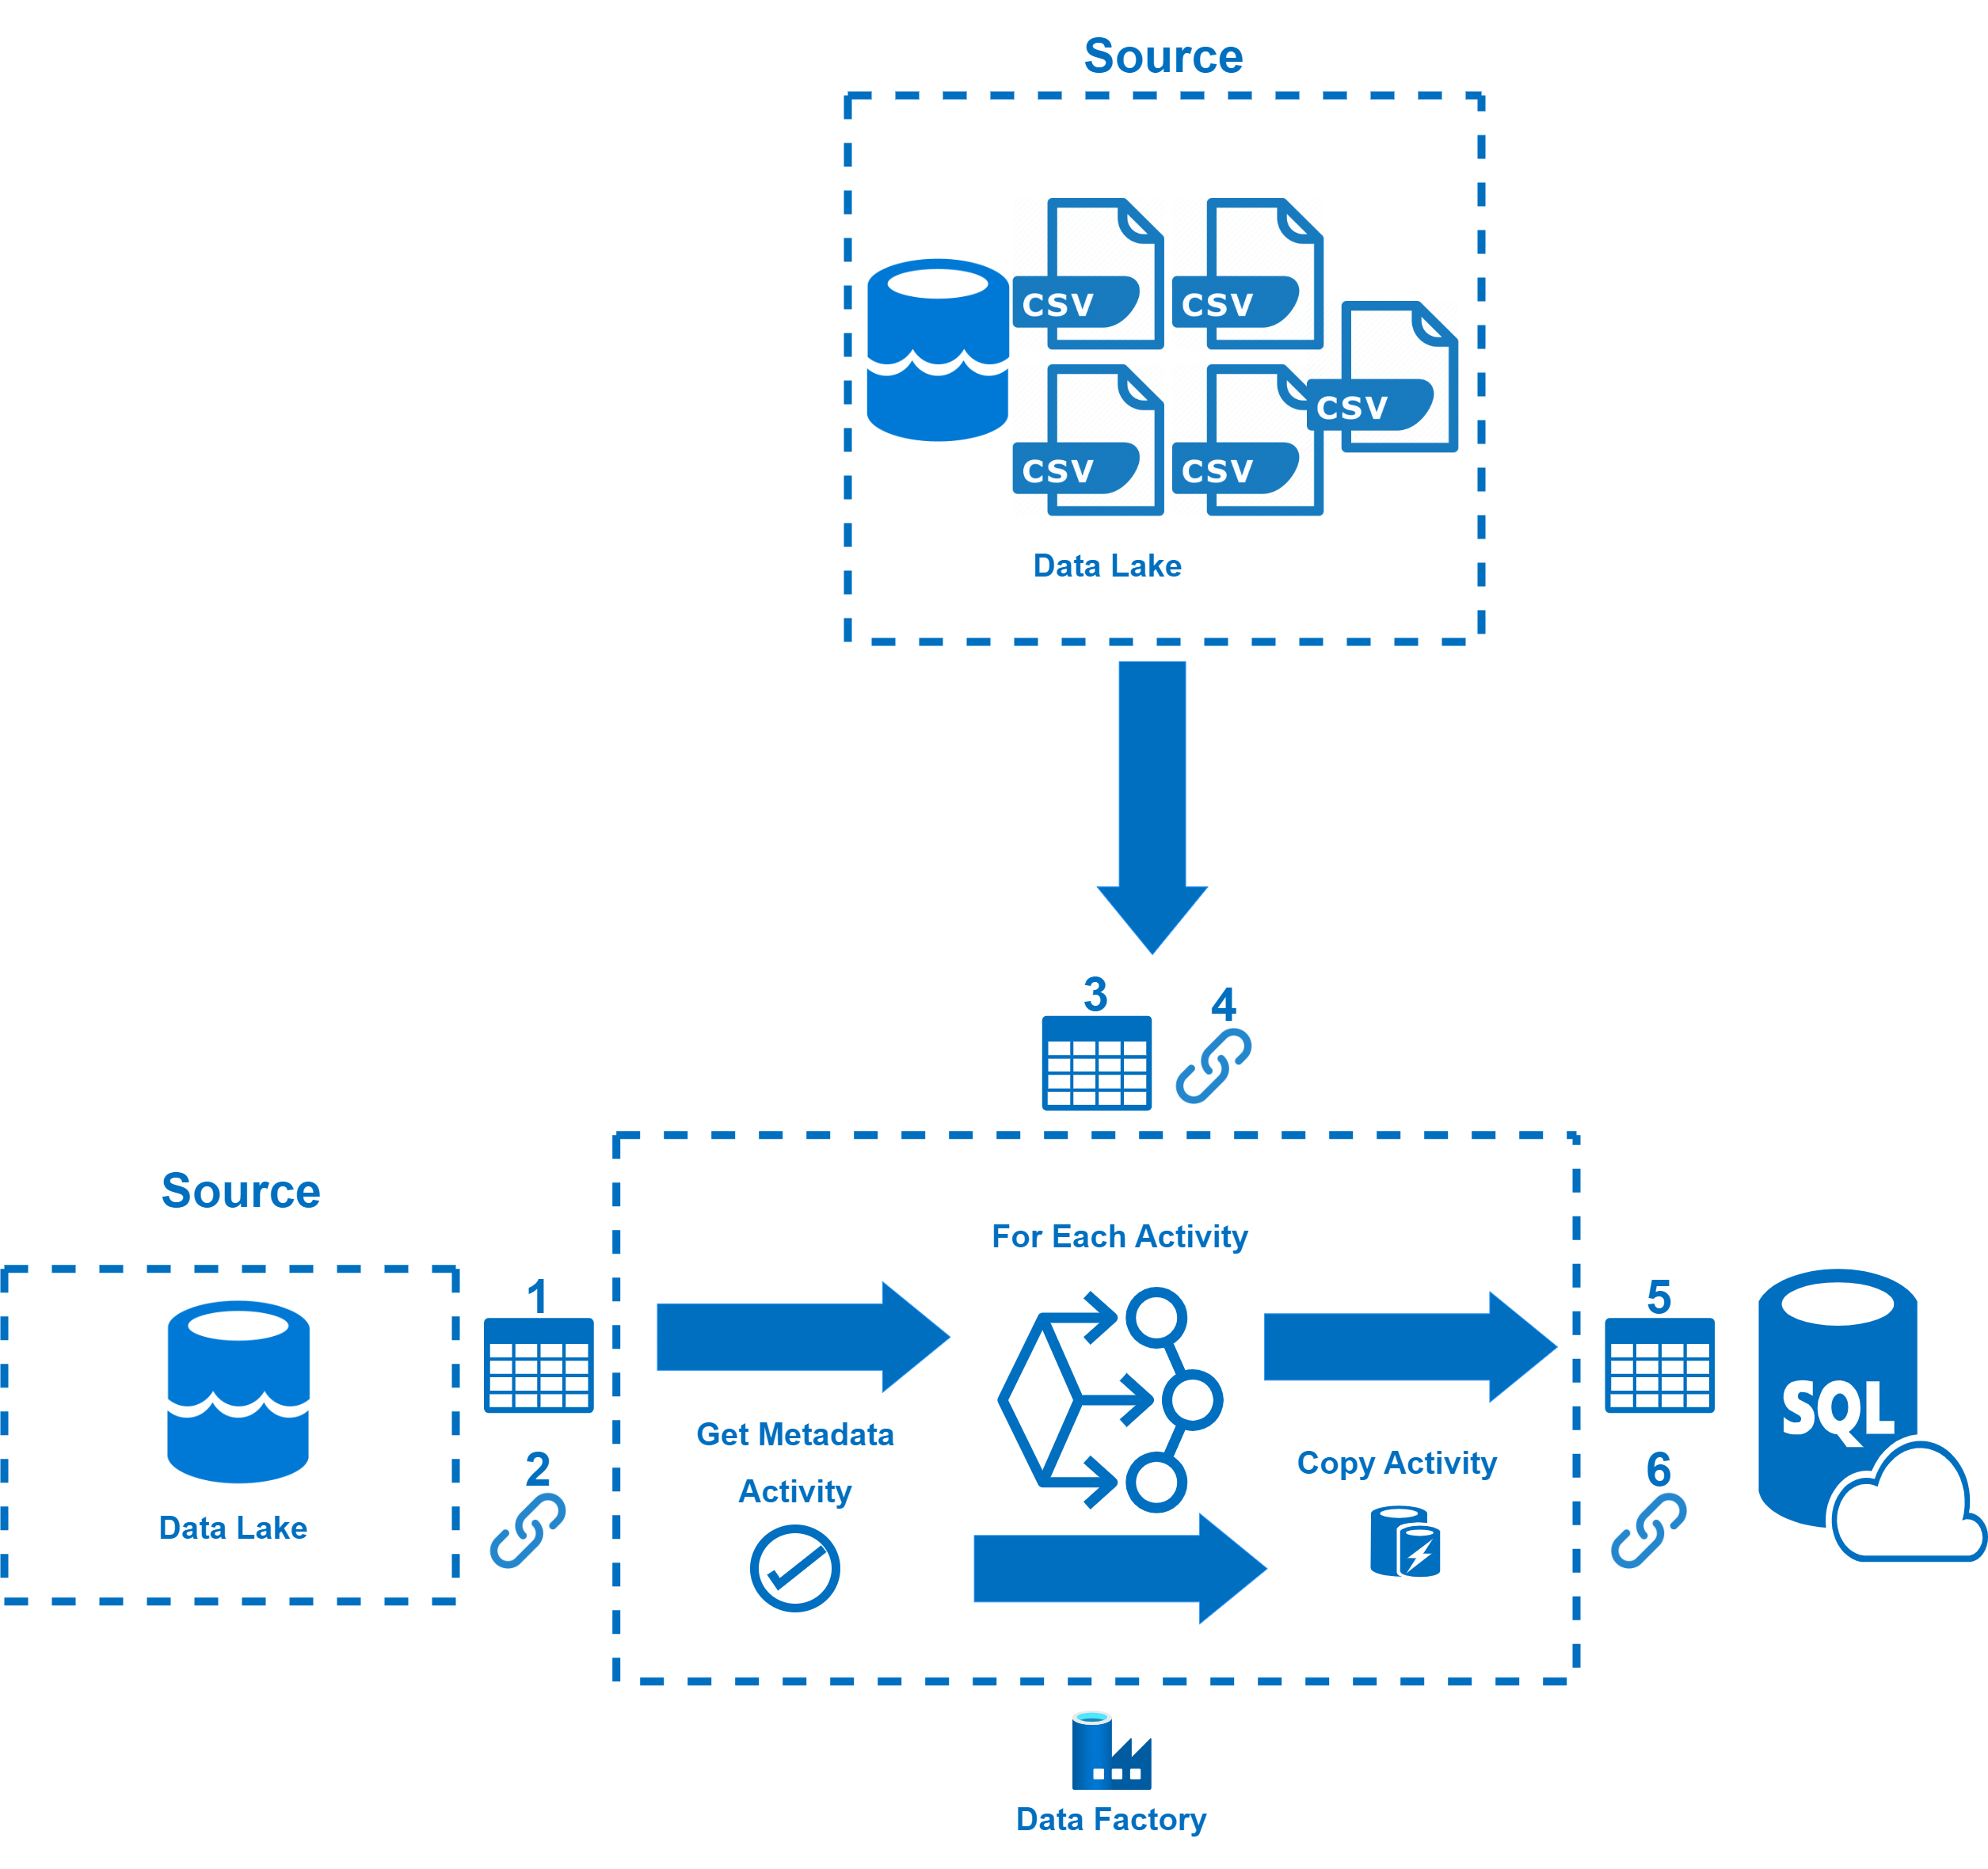 Source
csv
csv
csv
csv
csv
Data Lake
3
4
Source
For Each Activity
1
5
SQL
Get Metadata
Activity
Copy Activity
2
6
Data Lake
Data Factory